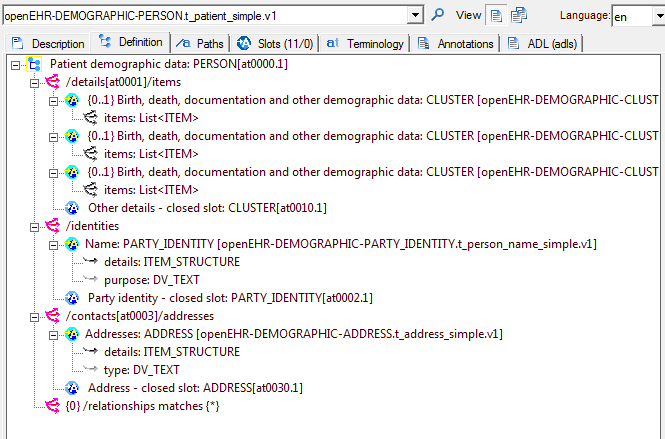 openEHR-DEMOGRAPHIC-PERSON.t_patient_simple.v1 View Language: en
Description Definition Paths Slots (11/0) Terminology Annotations ADL (adls)
Patient demographic data: PERSON[at0000.1]
/details[at0001]/items
{0..1} Birth, death, documentation and other demographic data: CLUSTER [openEHR-DEMOGRAPHIC-CLUST
items: List<ITEM>
{0..1} Birth, death, documentation and other demographic data: CLUSTER [openEHR-DEMOGRAPHIC-CLUST
items: List<ITEM>
{0..1} Birth, death, documentation and other demographic data: CLUSTER [openEHR-DEMOGRAPHIC-CLUST
items: List<ITEM>
Other details - closed slot: CLUSTER[at0010.1]
/identities
Name: PARTY_IDENTITY [openEHR-DEMOGRAPHIC-PARTY_IDENTITY.t_person_name_simple.v1]
details: ITEM_STRUCTURE
purpose: DV_TEXT
Party identity - closed slot: PARTY_IDENTITY[at0002.1]
/contacts[at0003]/addresses
Addresses: ADDRESS [openEHR-DEMOGRAPHIC-ADDRESS.t_address_simple.v1]
details: ITEM_STRUCTURE
type: DV_TEXT
Address - closed slot: ADDRESS[at0030.1]
{0} /relationships matches {*}